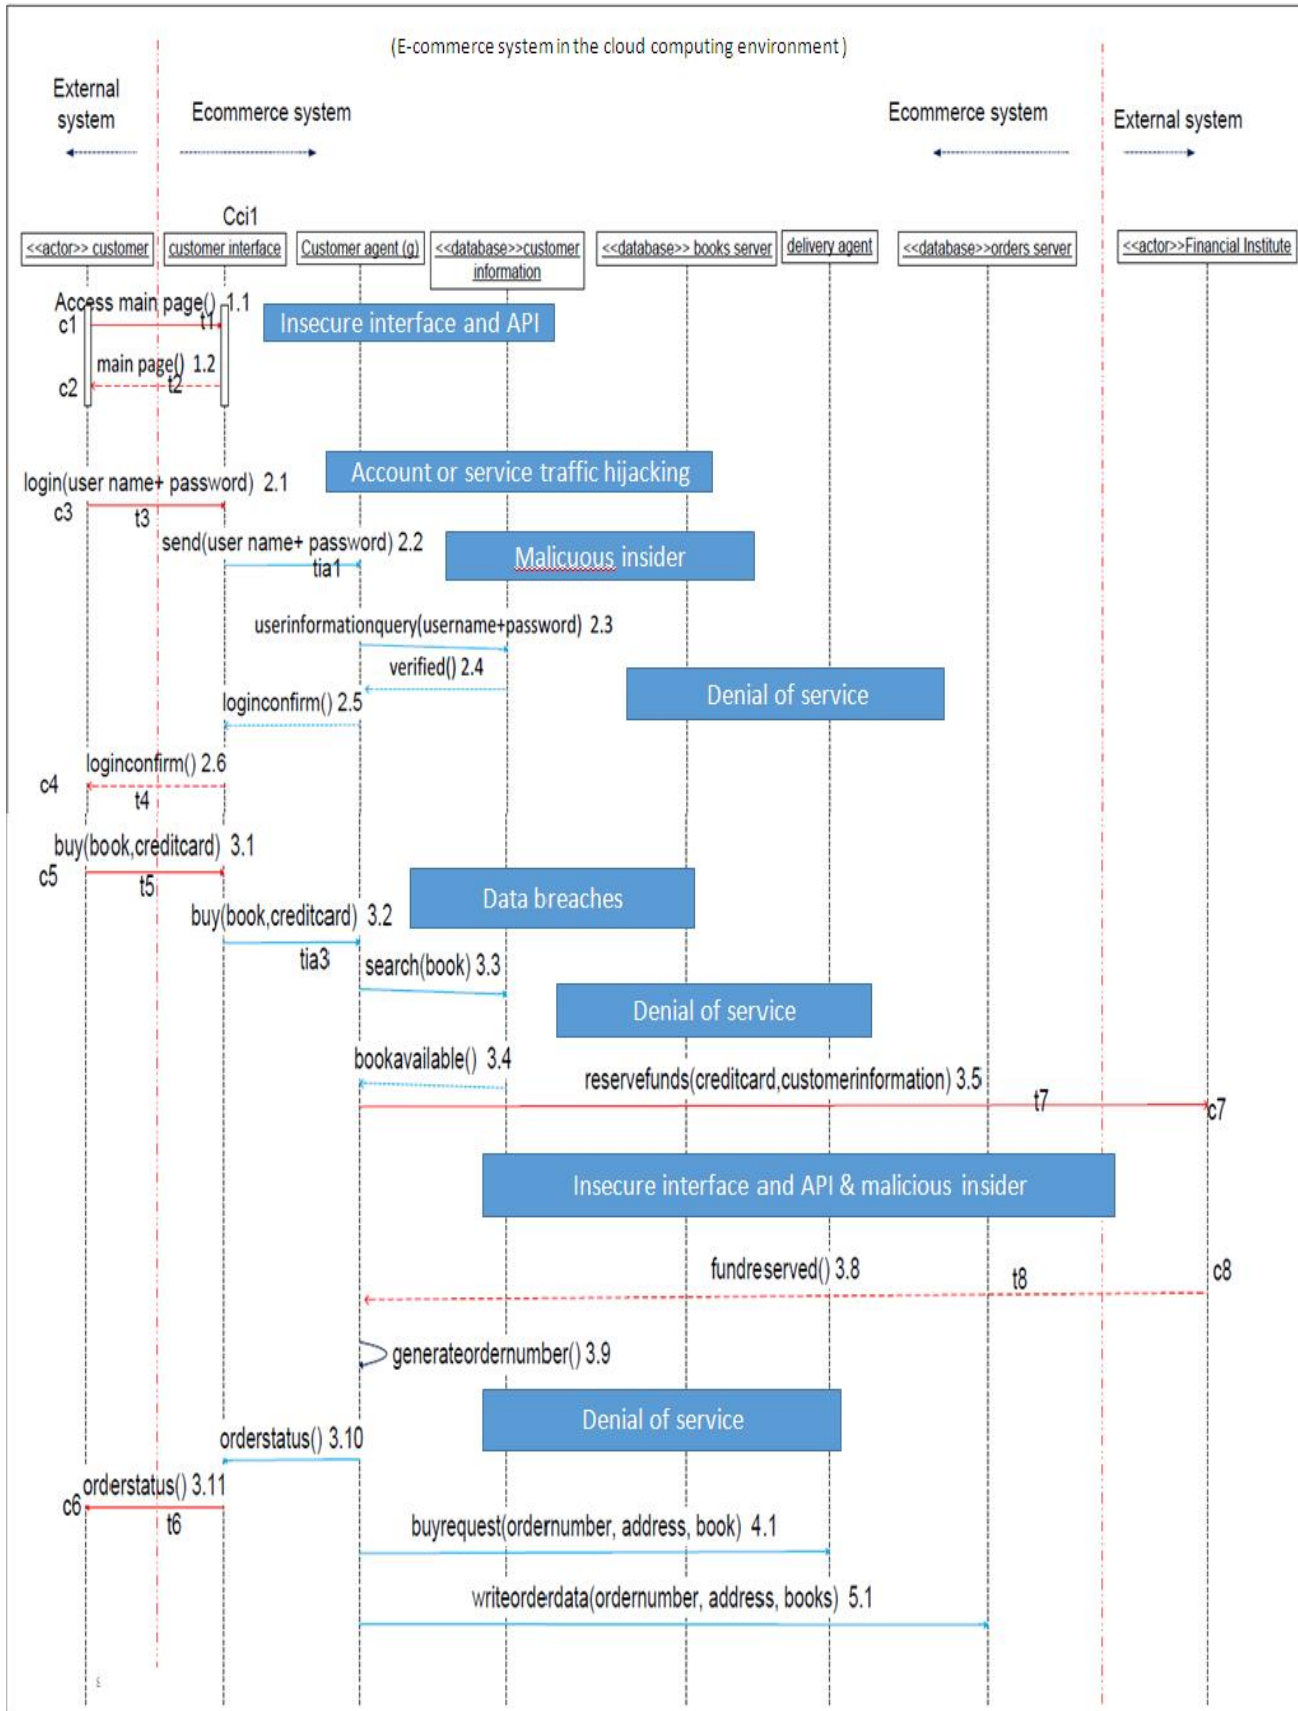 (E-commerce system in the cloud computing environment )
External
system
Ecommerce system
Ecommerce system
External system
Cci1
<<actor>> customer
customer interface
Customer agent (g)
<<database>>customer
information
<<database>> books server
delivery agent
<<database>>orders server
<<actor>>Financial Institute
Access main page() 1.1
c1
t1
Insecure interface and API
main page() 1.2
c2
t2
Account or service traffic hijacking
login(user name+ password) 2.1
c3
t3
send(user name+ password) 2.2
tia1
Malicuous insider
userinformationquery(username+password) 2.3
verified() 2.4
Denial of service
loginconfirm() 2.5
loginconfirm() 2.6
c4
t4
buy(book,creditcard) 3.1
c5
t5
Data breaches
buy(book,creditcard) 3.2
tia3
search(book) 3.3
Denial of service
bookavailable() 3.4
reservefunds(creditcard,customerinformation) 3.5
t7
c7
Insecure interface and API & malicious insider
fundreserved() 3.8
t8
c8
generateordernumber() 3.9
Denial of service
orderstatus() 3.10
orderstatus() 3.11
c6
t6
buyrequest(ordernumber, address, book) 4.1
writeorderdata(ordernumber, address, books) 5.1